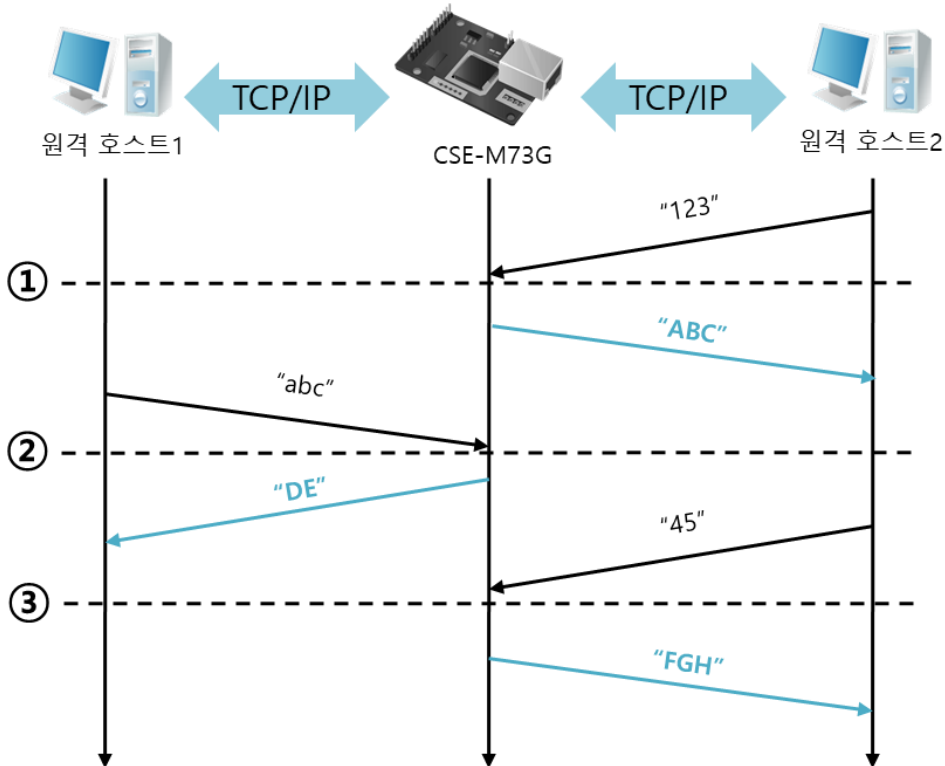 TCP/IP
TCP/IP
원격 호스트1
CSE-M73G
원격 호스트2
“123”
①
“ABC”
“abc”
②
“DE”
“45”
③
“FGH”